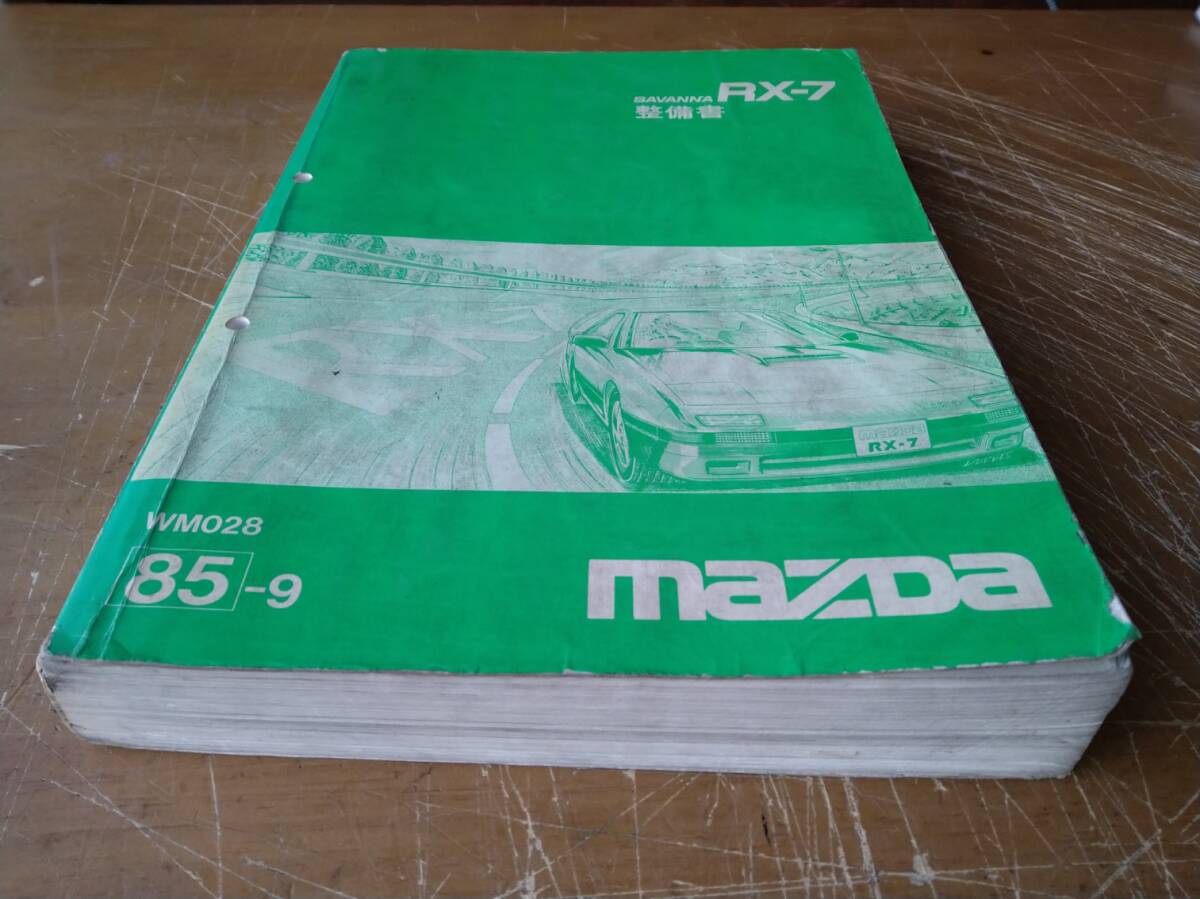 SAVANNA RX-7
整備書
mazda
RX-7
WM028
85-9
mazda